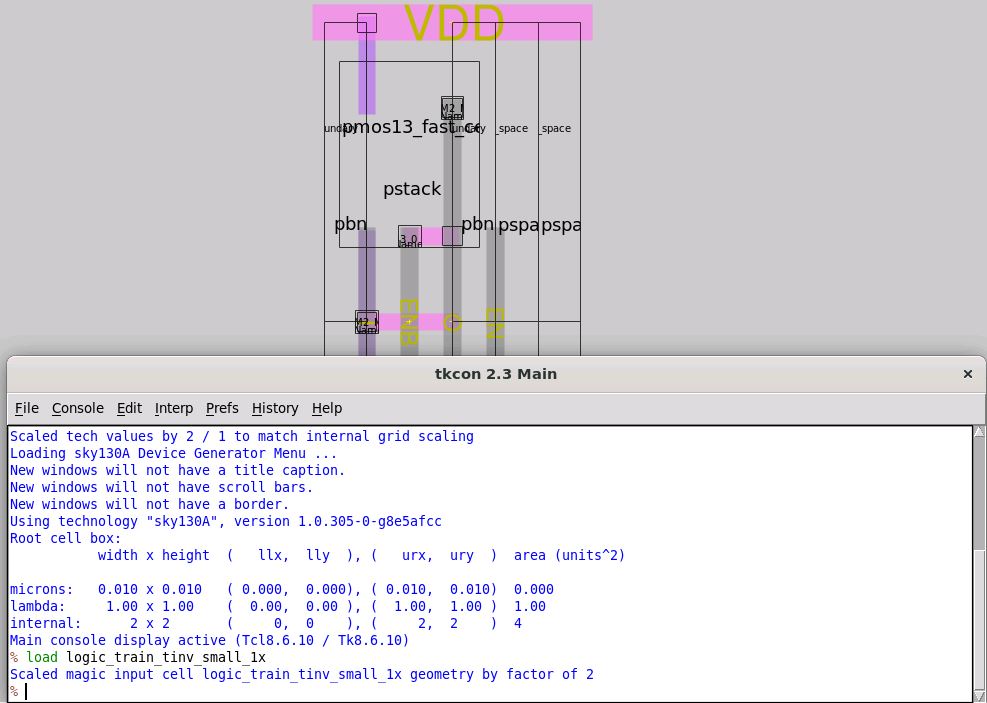 VDD
M2_M
Name
undary
undary
_space
_space
pmos13_fast_ce
pstack
pbn
pbn
pspa
pspa
3_0
Name
ENB
O
EN
M2_M
Name
tkcon 2.3 Main
×
File Console Edit Interp Prefs History Help
Scaled tech values by 2 / 1 to match internal grid scaling
Loading sky130A Device Generator Menu ...
New windows will not have a title caption.
New windows will not have scroll bars.
New windows will not have a border.
Using technology "sky130A", version 1.0.305-0-g8e5afcc
Root cell box:
width x height ( llx, lly ), ( urx, ury ) area (units^2)
microns: 0.010 x 0.010 ( 0.000, 0.000), ( 0.010, 0.010) 0.000
lambda: 1.00 x 1.00 ( 0.00, 0.00 ), ( 1.00, 1.00 ) 1.00
internal: 2 x 2 ( 0, 0 ), ( 2, 2 ) 4
Main console display active (Tcl8.6.10 / Tk8.6.10)
% load logic_train_tinv_small_1x
Scaled magic input cell logic_train_tinv_small_1x geometry by factor of 2
%